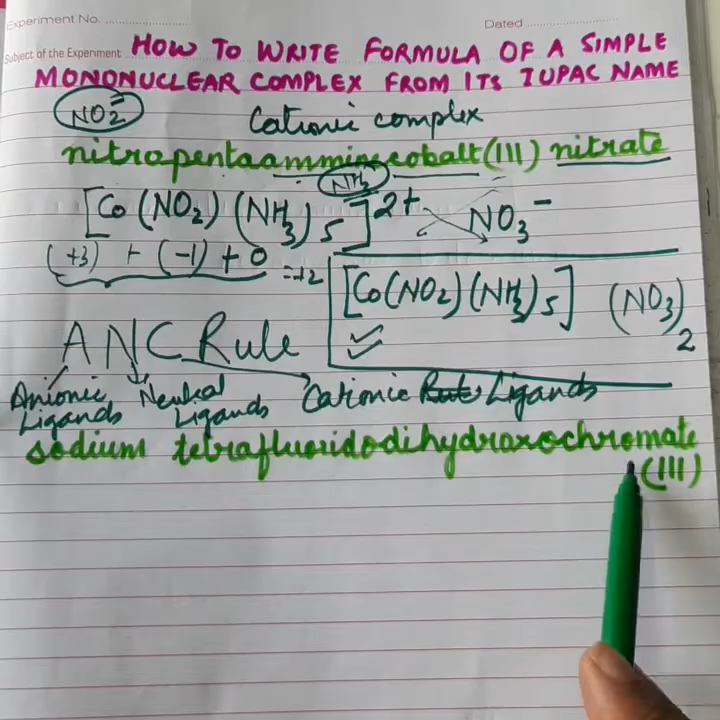 Experiment No.
Dated
Subject of the Experiment HOW TO WRITE FORMULA OF A SIMPLE
MONONUCLEAR COMPLEX FROM ITS IUPAC NAME
NO2⁻ Cationic complex
nitropentaamminecobalt(III) nitrate
NH3
[Co(NO2)(NH3)5]2+ NO3⁻
(+3) + (-1) + 0 = +2
[Co(NO2)(NH3)5] (NO3)2
ANC Rule
Anionic Ligands Neutral Ligands Cationic Ligands
sodium tetrafluoridodihydroxochromate
(III)